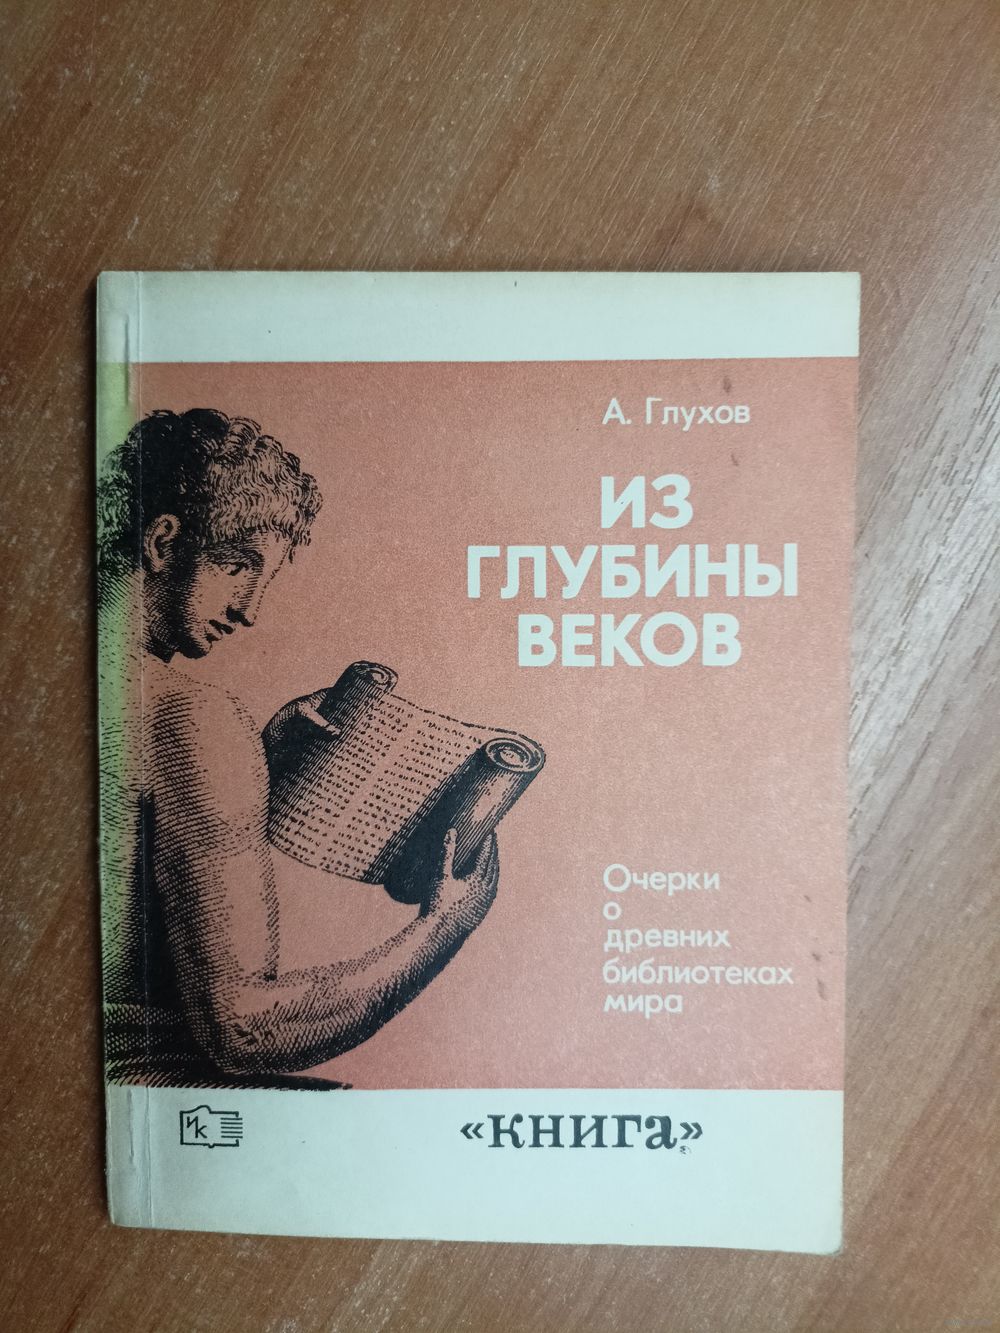 А. Глухов
ИЗ
ГЛУБИНЫ
ВЕКОВ
Очерки
о
древних
библиотеках
мира
ИК
«книга»